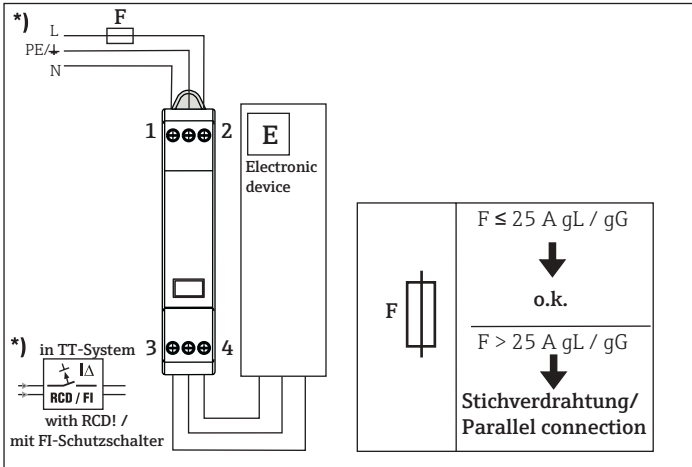 *)
L
F
PE/⏚
N
1
2
E
Electronic
device
*) in TT-System
IΔ
RCD / FI
with RCD! /
mit FI-Schutzschalter
3
4
F
F ≤ 25 A gL / gG
o.k.
F > 25 A gL / gG
Stichverdrahtung/
Parallel connection